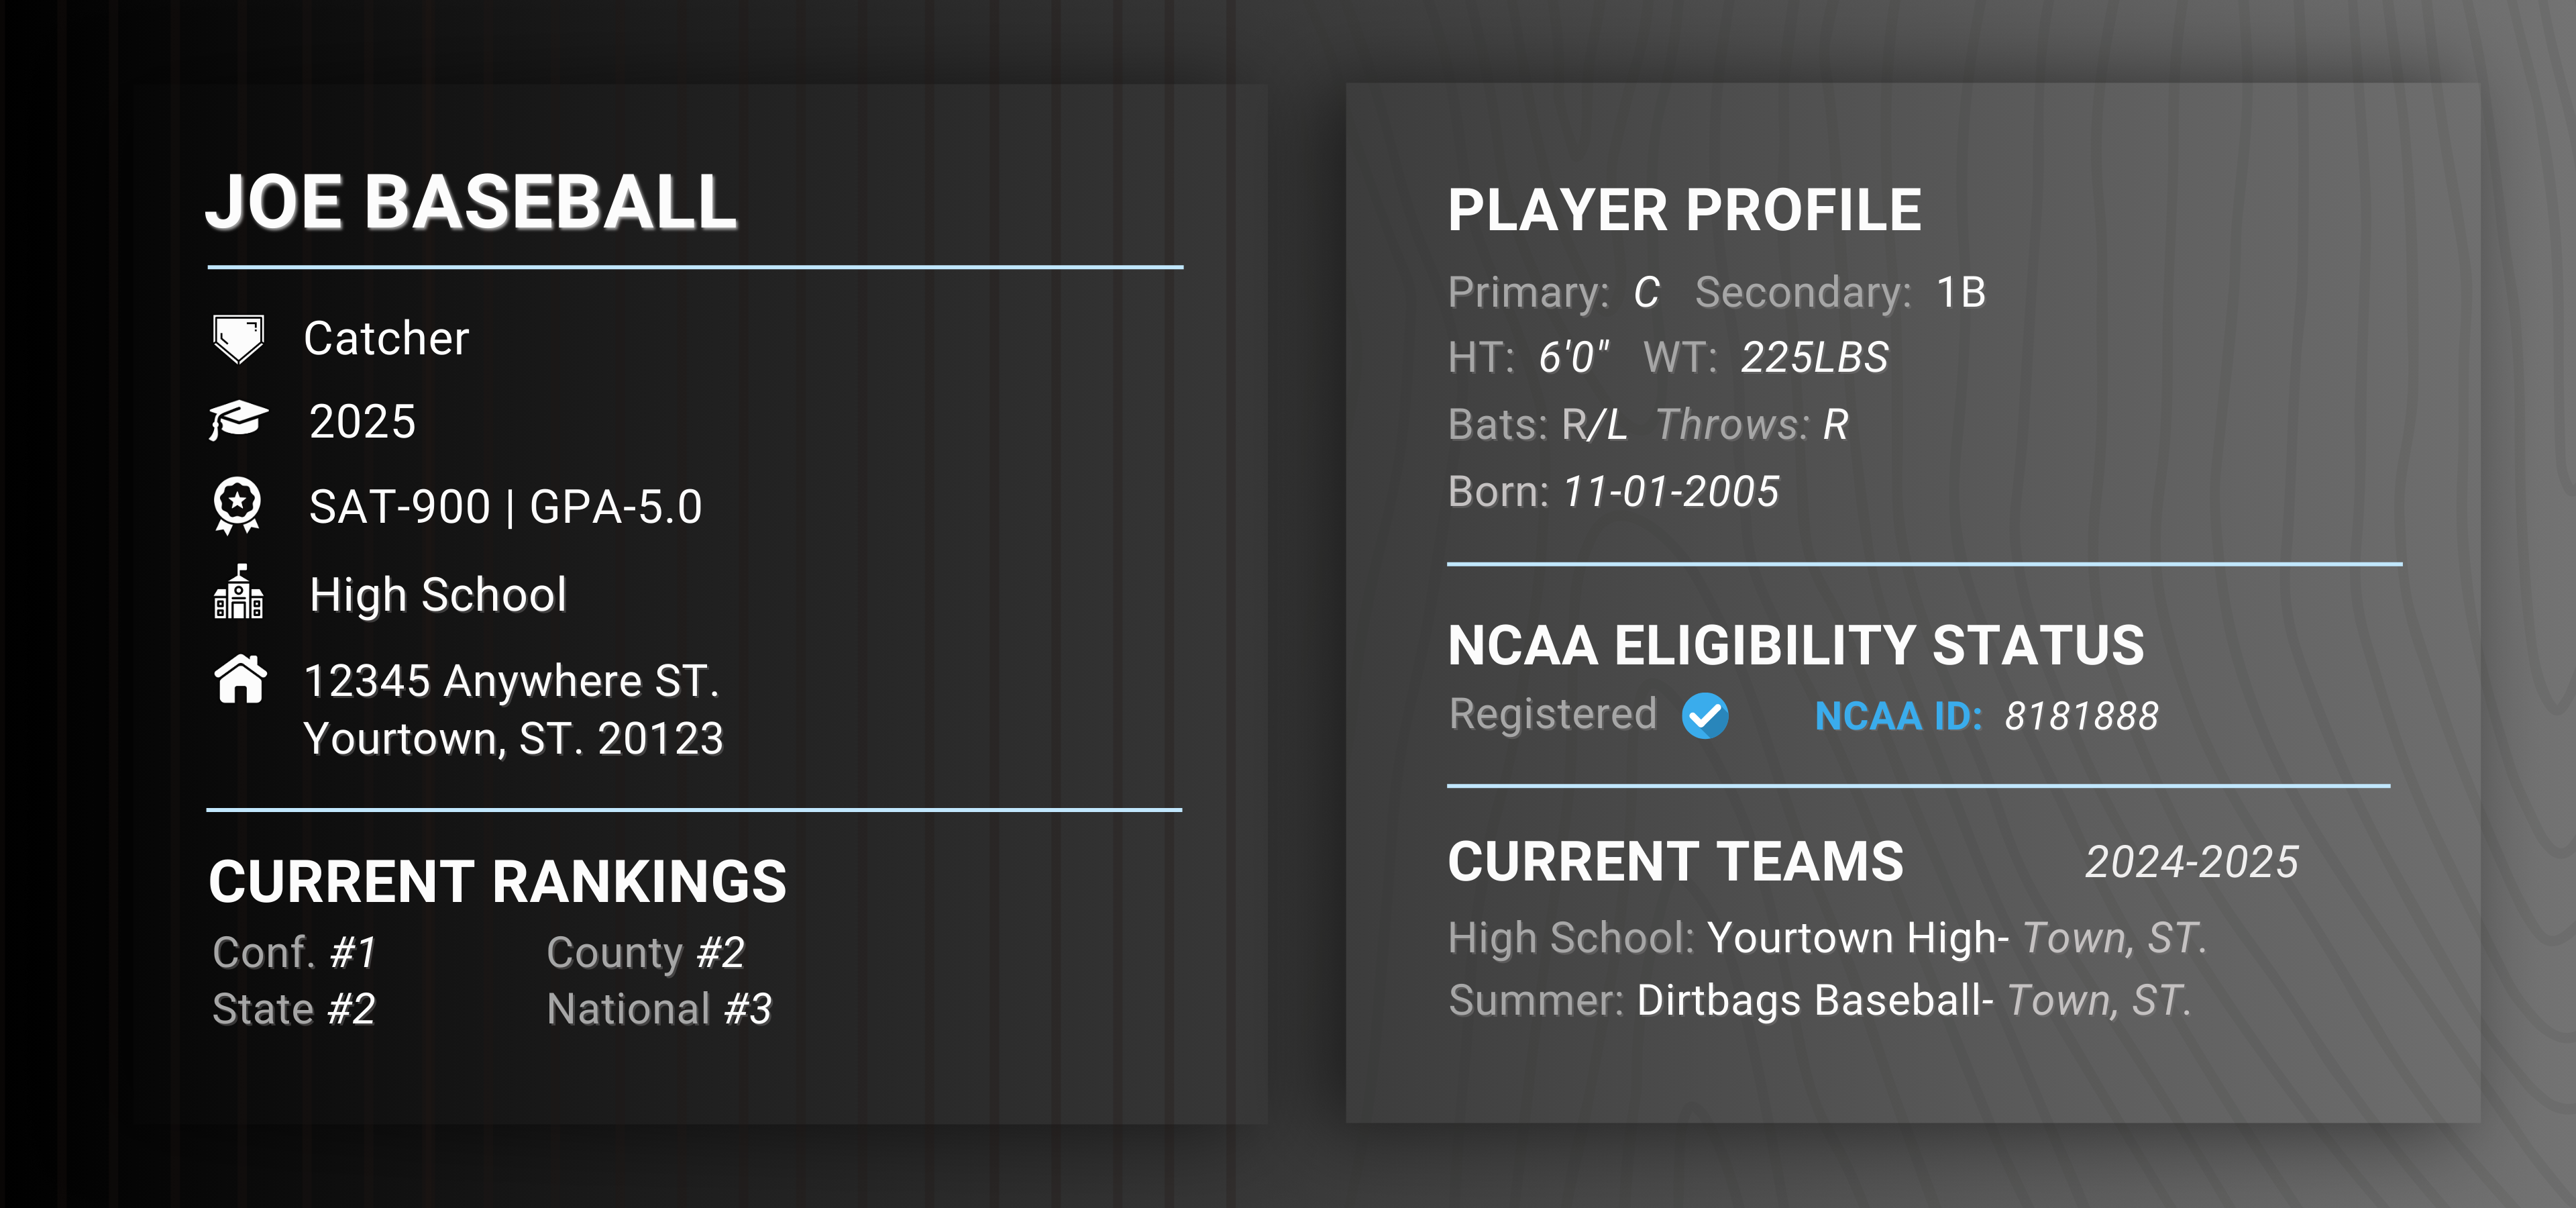 JOE BASEBALL
Catcher
2025
SAT-900 | GPA-5.0
High School
12345 Anywhere ST.
Yourtown, ST. 20123
CURRENT RANKINGS
Conf. #1 County #2
State #2 National #3
PLAYER PROFILE
Primary: C Secondary: 1B
HT: 6'0" WT: 225LBS
Bats: R/L Throws: R
Born: 11-01-2005
NCAA ELIGIBILITY STATUS
Registered NCAA ID: 8181888
CURRENT TEAMS 2024-2025
High School: Yourtown High- Town, ST.
Summer: Dirtbags Baseball- Town, ST.